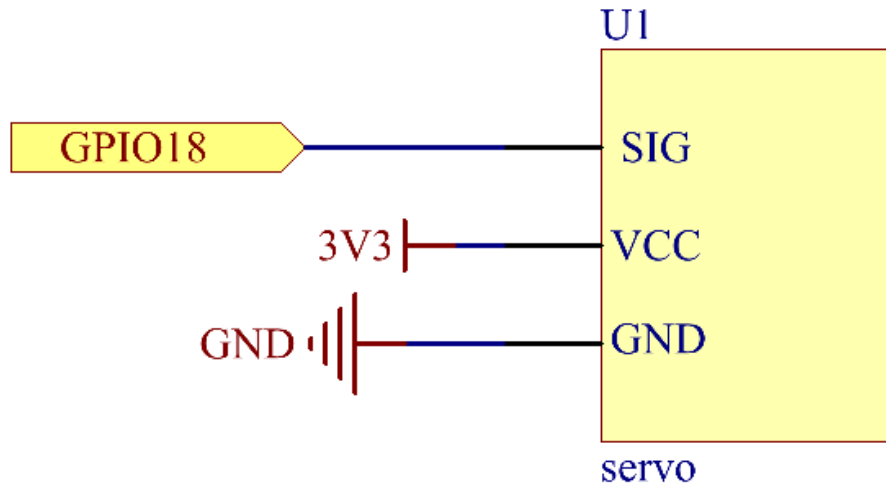 U1
GPIO18
SIG
3V3
VCC
GND
GND
servo